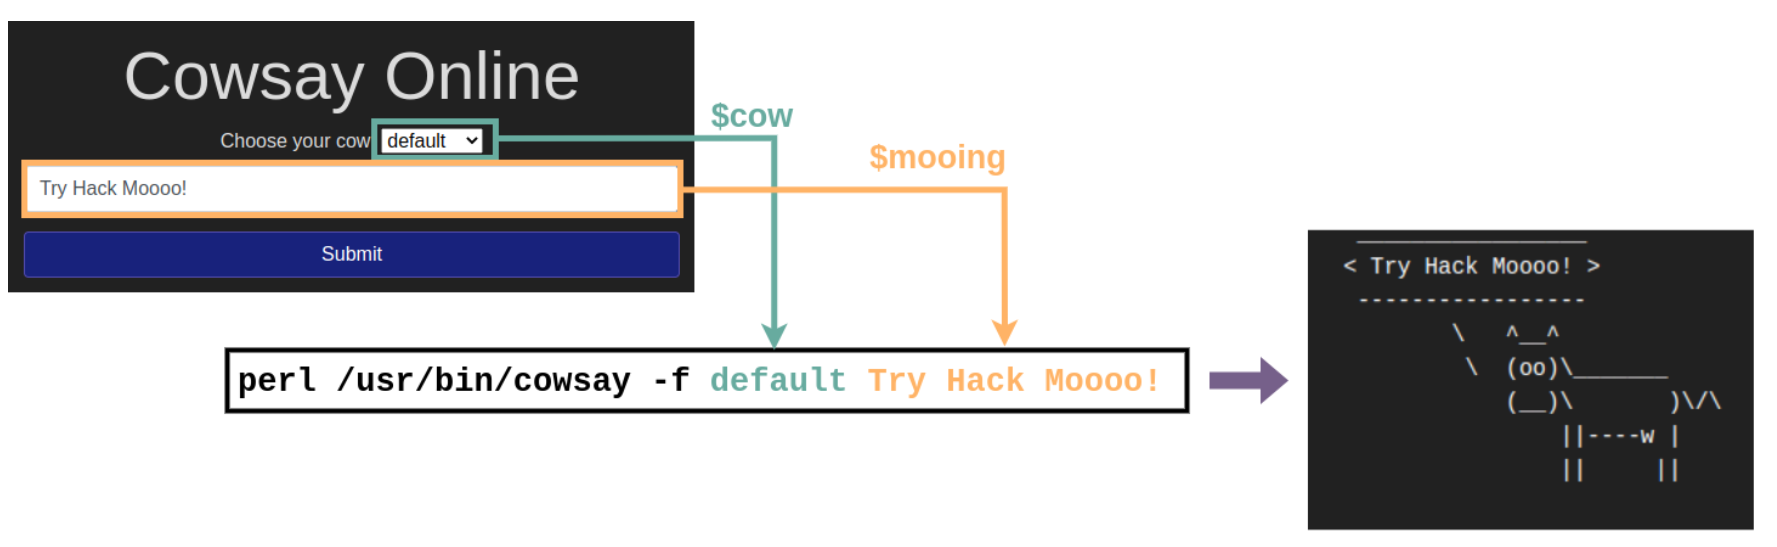 Cowsay Online
Choose your cow default
$cow
$mooing
Try Hack Moooo!
Submit
perl /usr/bin/cowsay -f default Try Hack Moooo!
_________________
< Try Hack Moooo! >
 -----------------
        \   ^__^
         \  (oo)\_______
            (__)\       )\/\
                ||----w |
                ||     ||